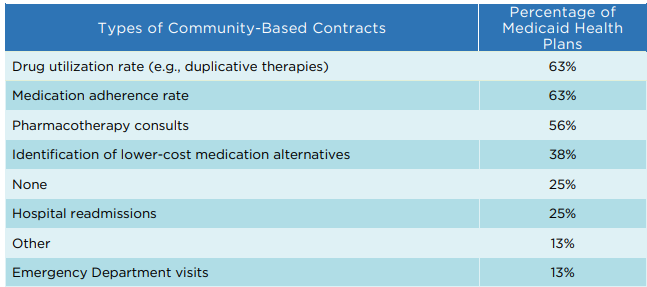 Types of Community-Based Contracts
Percentage of
Medicaid Health
Plans
Drug utilization rate (e.g., duplicative therapies) 63%
Medication adherence rate 63%
Pharmacotherapy consults 56%
Identification of lower-cost medication alternatives 38%
None 25%
Hospital readmissions 25%
Other 13%
Emergency Department visits 13%